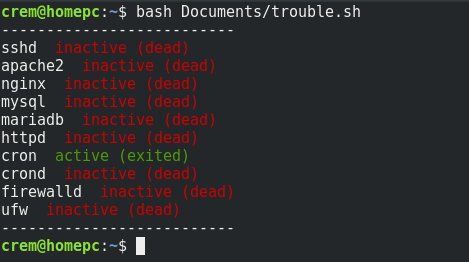 crem@homepc:~$ bash Documents/trouble.sh
--------------------------
sshd  inactive (dead)
apache2  inactive (dead)
nginx  inactive (dead)
mysql  inactive (dead)
mariadb  inactive (dead)
httpd  inactive (dead)
cron  active (exited)
crond  inactive (dead)
firewalld  inactive (dead)
ufw  inactive (dead)
--------------------------
crem@homepc:~$